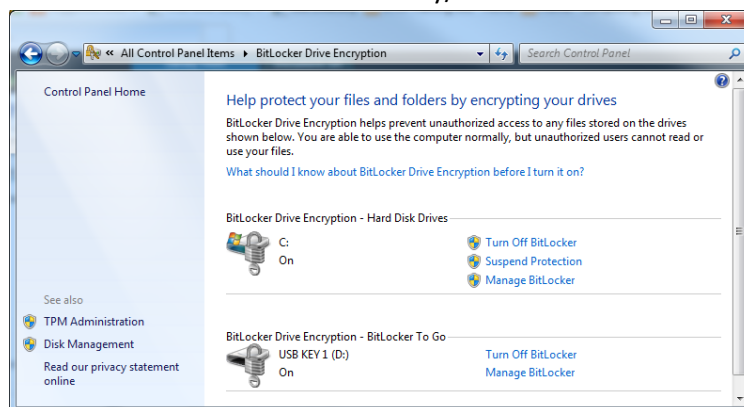 « All Control Panel Items ▸ BitLocker Drive Encryption
Search Control Panel
Control Panel Home
Help protect your files and folders by encrypting your drives
BitLocker Drive Encryption helps prevent unauthorized access to any files stored on the drives
shown below. You are able to use the computer normally, but unauthorized users cannot read or
use your files.
What should I know about BitLocker Drive Encryption before I turn it on?
BitLocker Drive Encryption - Hard Disk Drives
C:
On
Turn Off BitLocker
Suspend Protection
Manage BitLocker
See also
TPM Administration
Disk Management
Read our privacy statement
online
BitLocker Drive Encryption - BitLocker To Go
USB KEY 1 (D:)
On
Turn Off BitLocker
Manage BitLocker